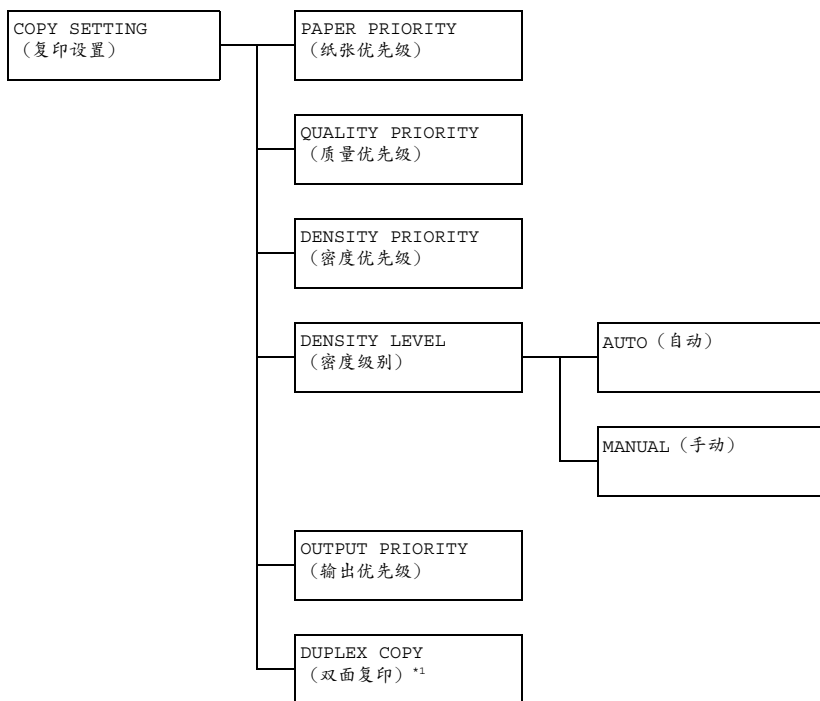 COPY SETTING
（复印设置）
PAPER PRIORITY
（纸张优先级）
QUALITY PRIORITY
（质量优先级）
DENSITY PRIORITY
（密度优先级）
DENSITY LEVEL
（密度级别）
AUTO（自动）
MANUAL（手动）
OUTPUT PRIORITY
（输出优先级）
DUPLEX COPY
（双面复印）*1